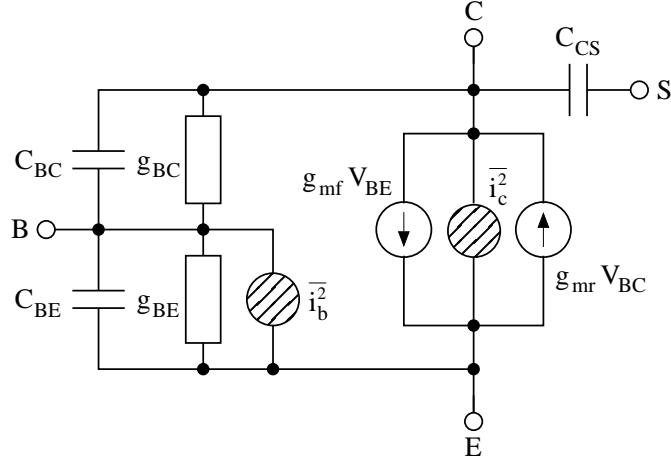 C
C_CS
S
C_BC
g_BC
g_mf V_BE
i_c^2
B
g_mr V_BC
C_BE
g_BE
i_b^2
E